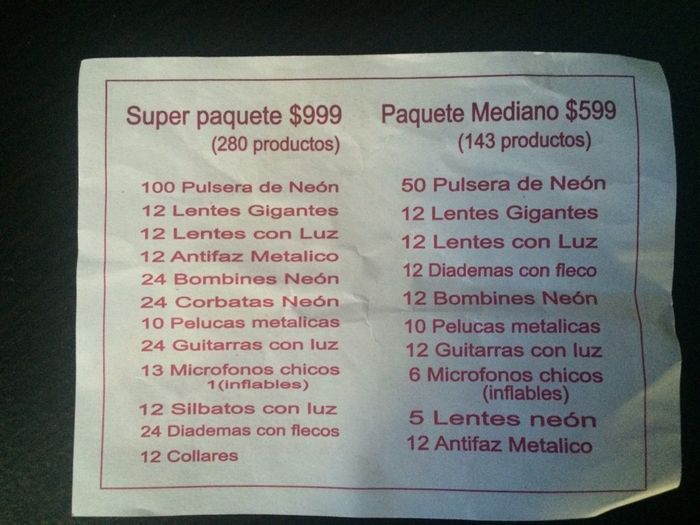 Super paquete $999
(280 productos)
100 Pulsera de Neón
12 Lentes Gigantes
12 Lentes con Luz
12 Antifaz Metalico
24 Bombines Neón
24 Corbatas Neón
10 Pelucas metalicas
24 Guitarras con luz
13 Microfonos chicos
1(inflables)
12 Silbatos con luz
24 Diademas con flecos
12 Collares
Paquete Mediano $599
(143 productos)
50 Pulsera de Neón
12 Lentes Gigantes
12 Lentes con Luz
12 Diademas con fleco
12 Bombines Neón
10 Pelucas metalicas
12 Guitarras con luz
6 Microfonos chicos
(inflables)
5 Lentes neón
12 Antifaz Metalico